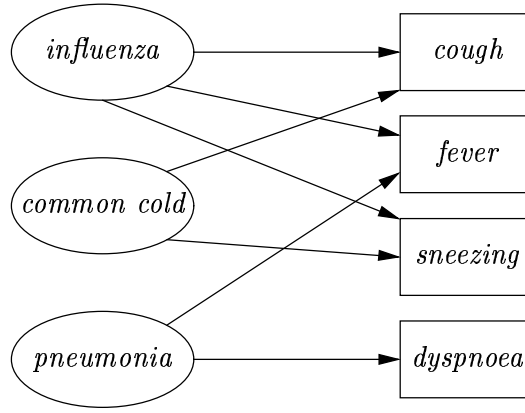 influenza
cough
fever
common cold
sneezing
pneumonia
dyspnoea